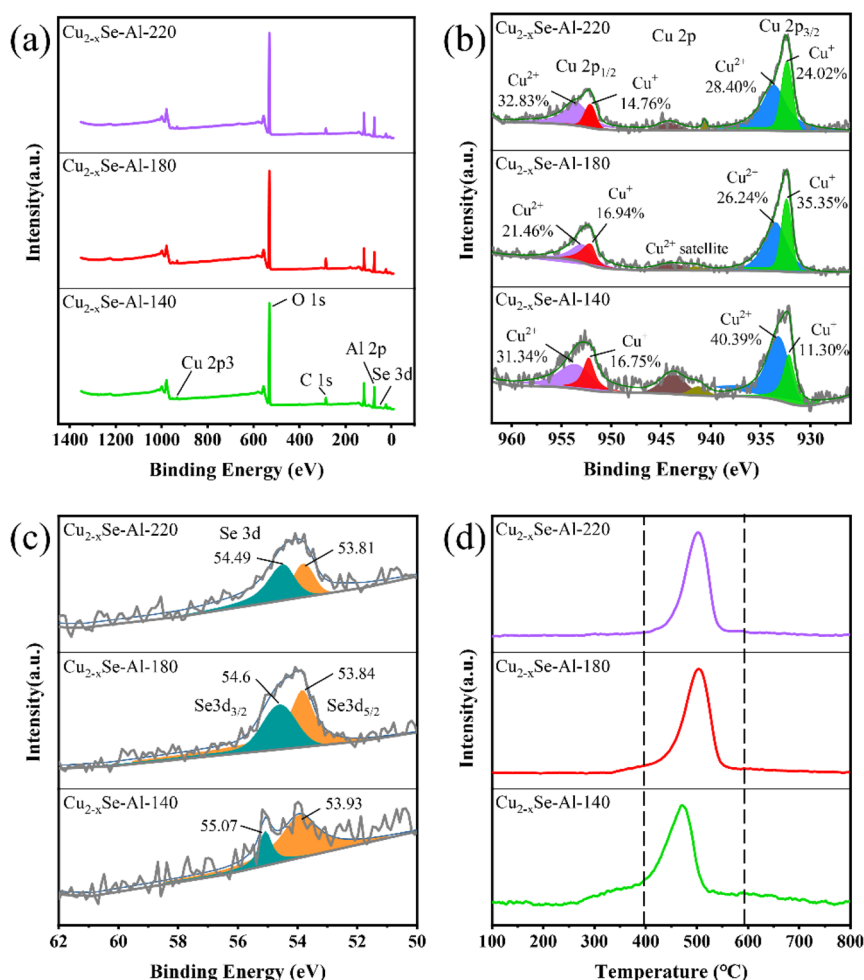 (a)
Cu2-xSe-Al-220
Cu2-xSe-Al-180
Cu2-xSe-Al-140
O 1s
Cu 2p3
C 1s
Al 2p
Se 3d
Intensity(a.u.)
1400 1200 1000 800 600 400 200 0
Binding Energy (eV)
(b)
Cu2-xSe-Al-220
Cu 2p
Cu 2p3/2
Cu 2p1/2
Cu2+
32.83%
Cu+
14.76%
Cu2+
28.40%
Cu+
24.02%
Cu2-xSe-Al-180
Cu2+
21.46%
Cu+
16.94%
Cu2+ satellite
Cu2+
26.24%
Cu+
35.35%
Cu2-xSe-Al-140
Cu2+
31.34%
Cu+
16.75%
Cu2+
40.39%
Cu+
11.30%
Intensity(a.u.)
960 955 950 945 940 935 930
Binding Energy (eV)
(c)
Cu2-xSe-Al-220
Se 3d
54.49
53.81
Cu2-xSe-Al-180
54.6
53.84
Se3d3/2
Se3d5/2
Cu2-xSe-Al-140
55.07
53.93
Intensity(a.u.)
62 60 58 56 54 52 50
Binding Energy (eV)
(d)
Cu2-xSe-Al-220
Cu2-xSe-Al-180
Cu2-xSe-Al-140
Intensity(a.u.)
100 200 300 400 500 600 700 800
Temperature (℃)